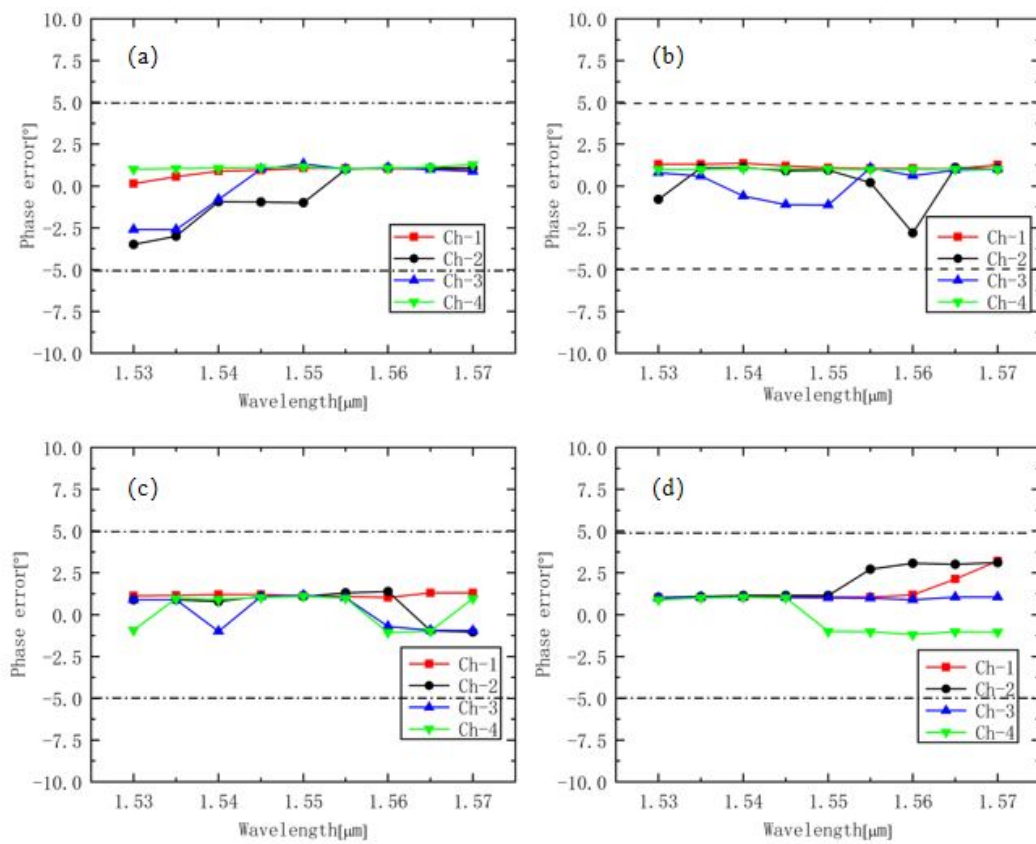 (a)
Phase error[°]
10.0
7.5
5.0
2.5
0.0
-2.5
-5.0
-7.5
-10.0
Ch-1
Ch-2
Ch-3
Ch-4
1.53 1.54 1.55 1.56 1.57
Wavelength[μm]
(b)
Phase error[°]
10.0
7.5
5.0
2.5
0.0
-2.5
-5.0
-7.5
-10.0
Ch-1
Ch-2
Ch-3
Ch-4
1.53 1.54 1.55 1.56 1.57
Wavelength[μm]
(c)
Phase error[°]
10.0
7.5
5.0
2.5
0.0
-2.5
-5.0
-7.5
-10.0
Ch-1
Ch-2
Ch-3
Ch-4
1.53 1.54 1.55 1.56 1.57
Wavelength[μm]
(d)
Phase error[°]
10.0
7.5
5.0
2.5
0.0
-2.5
-5.0
-7.5
-10.0
Ch-1
Ch-2
Ch-3
Ch-4
1.53 1.54 1.55 1.56 1.57
Wavelength[μm]